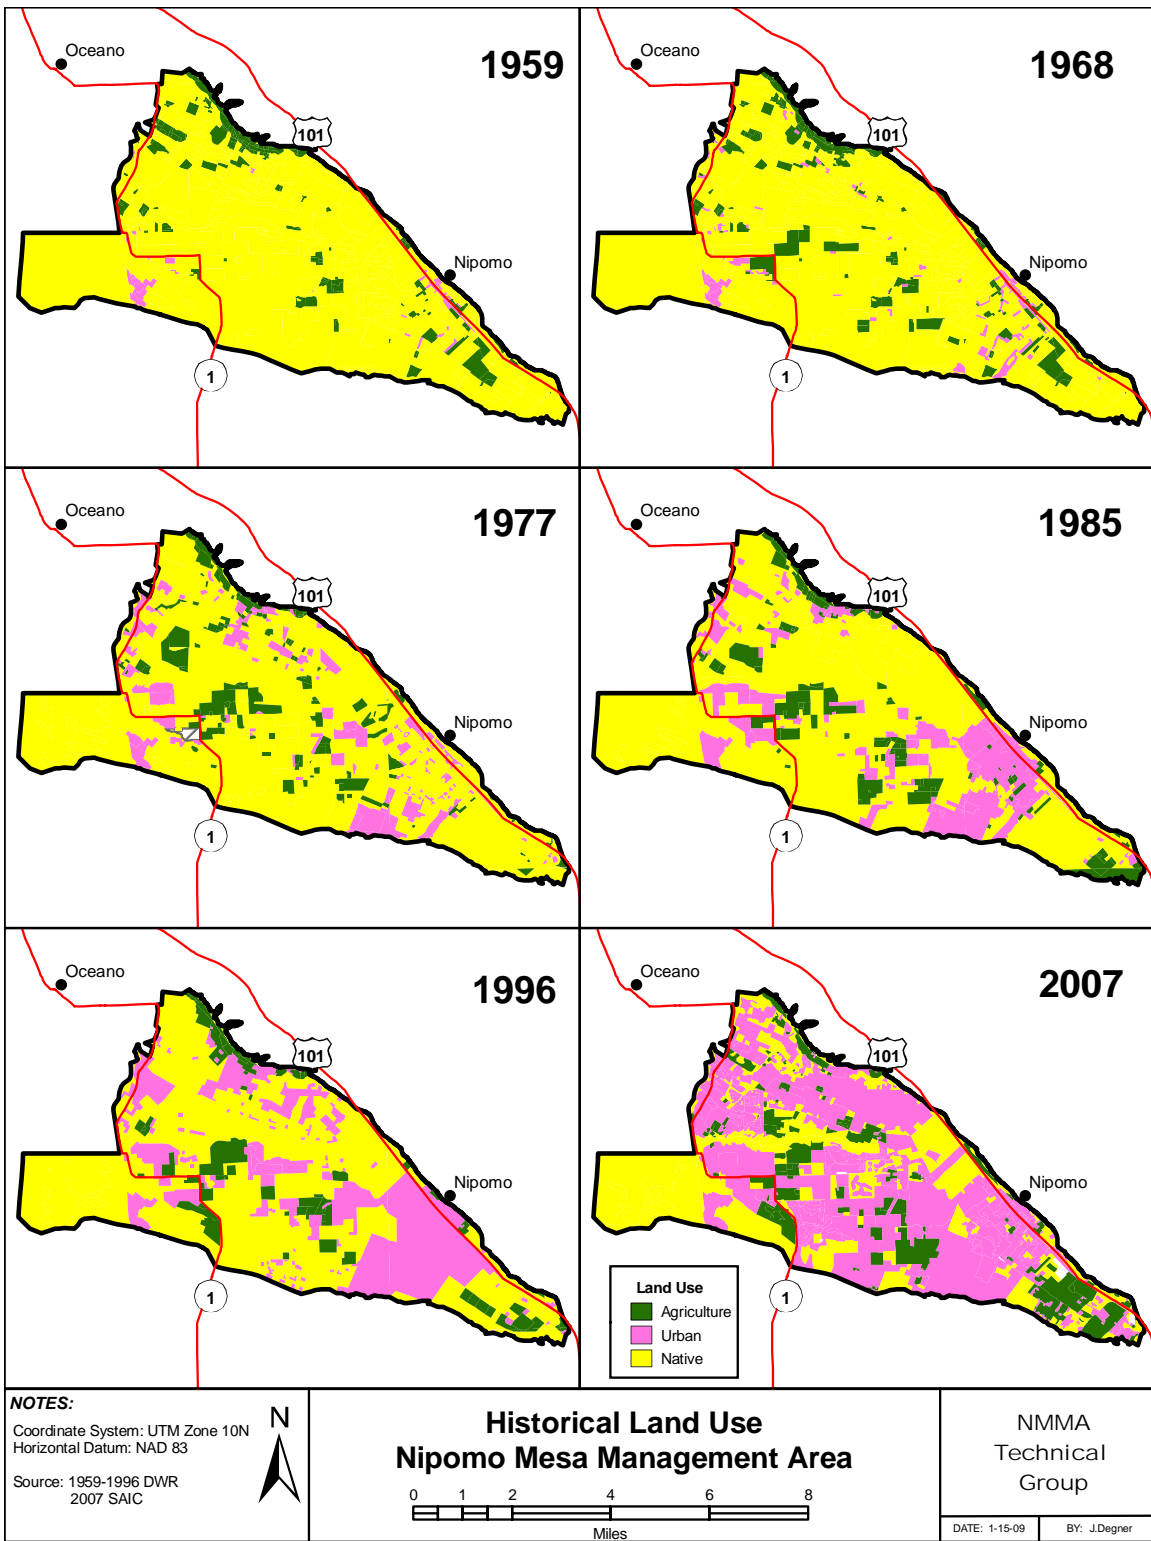 1959
Oceano
101
Nipomo
1
1968
Oceano
101
Nipomo
1
1977
Oceano
101
Nipomo
1
1985
Oceano
101
Nipomo
1
1996
Oceano
101
Nipomo
1
2007
Oceano
101
Nipomo
1
Land Use
Agriculture
Urban
Native
NOTES:
Coordinate System: UTM Zone 10N
Horizontal Datum: NAD 83
Source: 1959-1996 DWR
2007 SAIC
N
Historical Land Use
Nipomo Mesa Management Area
0 1 2 4 6 8
Miles
NMMA
Technical
Group
DATE: 1-15-09
BY: J.Degner